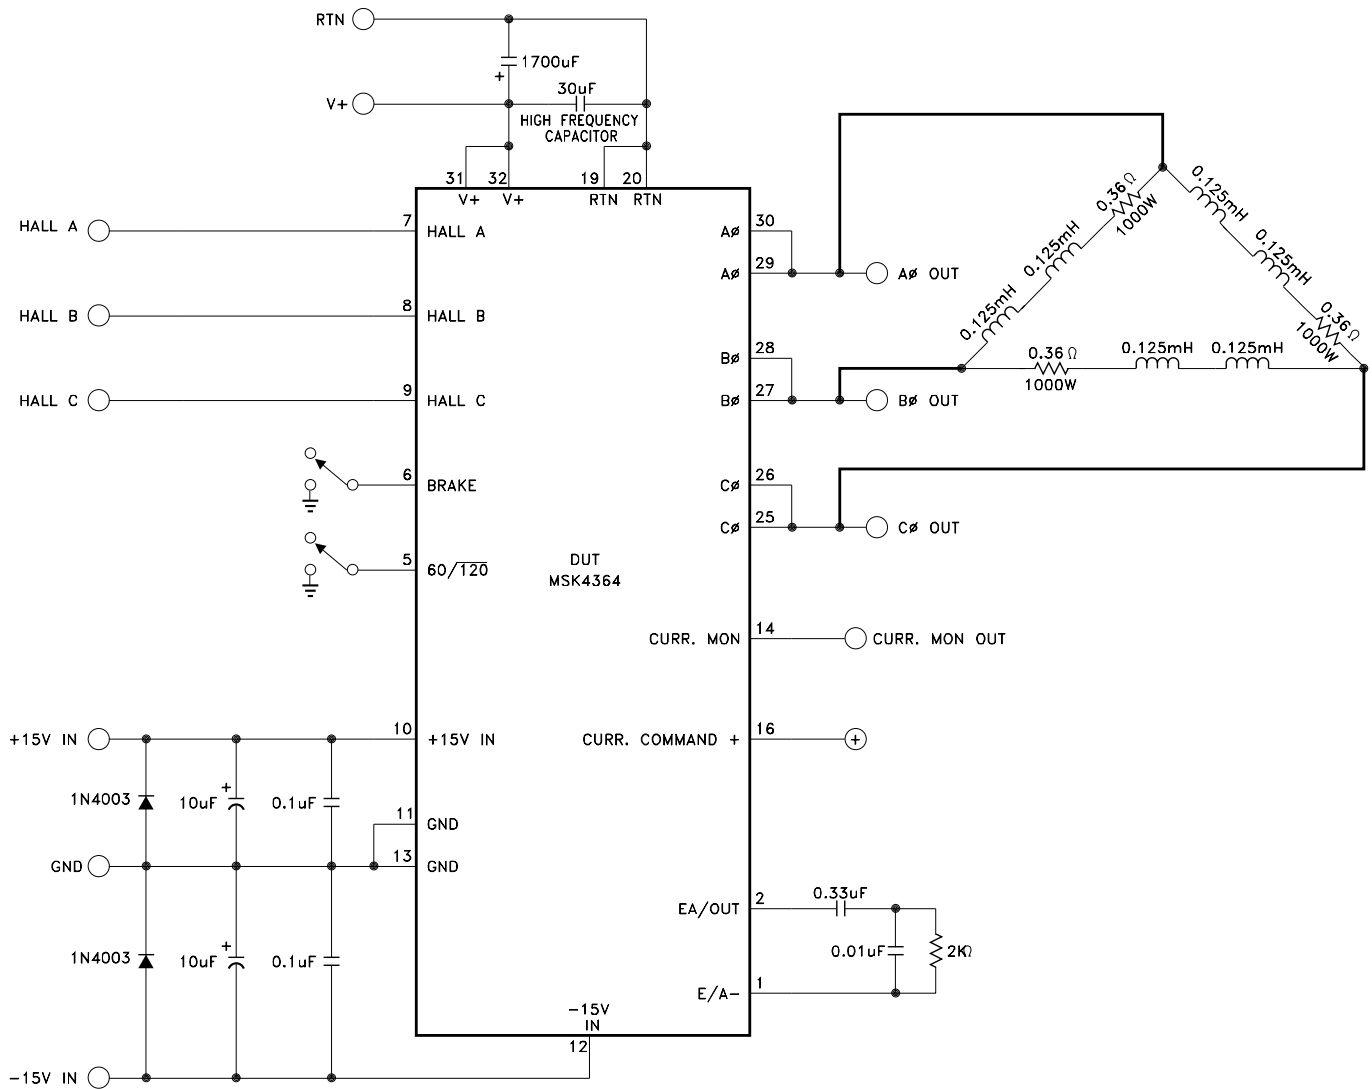 RTN
1700uF
+
30uF
V+
HIGH FREQUENCY
CAPACITOR
31 32 19 20
V+ V+ RTN RTN
HALL A
7
HALL A
HALL B
8
HALL B
HALL C
9
HALL C
6
BRAKE
5
60/120
DUT
MSK4364
Aø
30
Aø
29
Aø OUT
Bø
28
Bø
27
Bø OUT
Cø
26
Cø
25
Cø OUT
0.36Ω
1000W
0.125mH
0.125mH
0.125mH
0.125mH
0.36Ω
1000W
0.36Ω
1000W
0.125mH
0.125mH
CURR. MON
14
CURR. MON OUT
+15V IN
10
+15V IN
CURR. COMMAND +
16
+
1N4003
+
10uF
0.1uF
11
GND
GND
13
GND
1N4003
+
10uF
0.1uF
EA/OUT
2
0.33uF
0.01uF
2KΩ
E/A-
1
-15V
IN
12
-15V IN